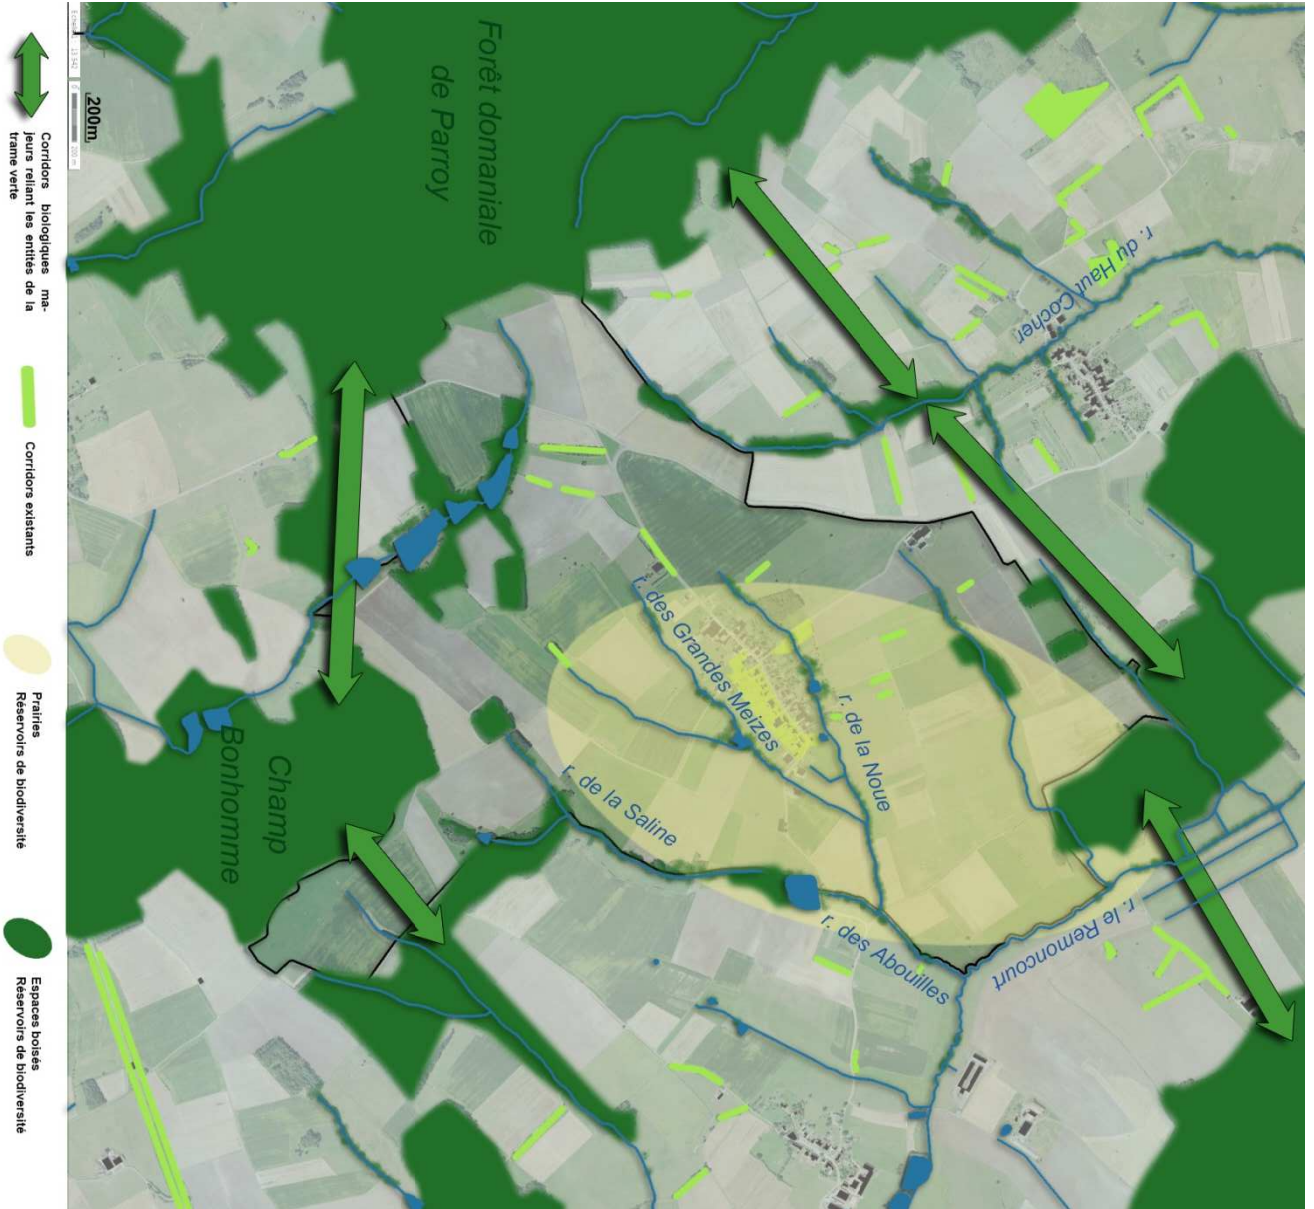 Forêt domaniale
de Parroy
r. du Haut Cocher
r. des Grandes Meizes
r. de la Noue
r. de la Saline
r. des Abouilles
r. le Remoncourt
Champ
Bonhomme
200m
200 m
Corridors biologiques ma-
jeurs reliant les entités de la
trame verte
Corridors existants
Prairies
Réservoirs de biodiversité
Espaces boisés
Réservoirs de biodiversité